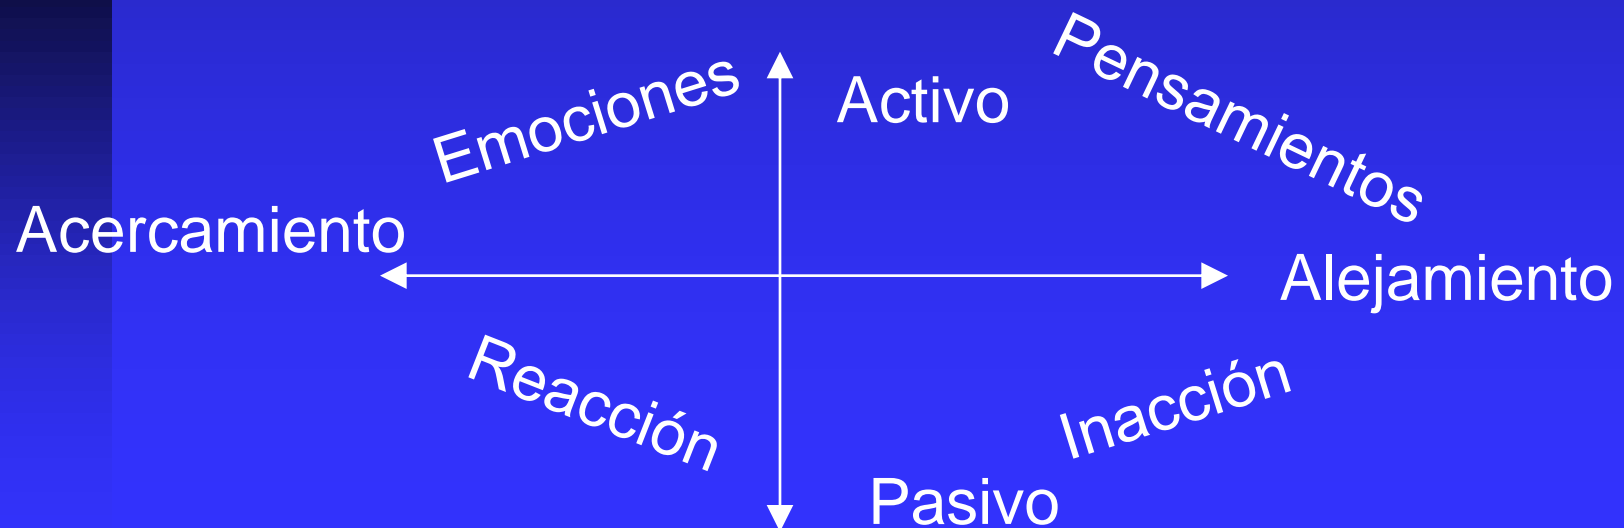 Pensamientos
Emociones
Activo
Acercamiento
Alejamiento
Reacción
Inacción
Pasivo